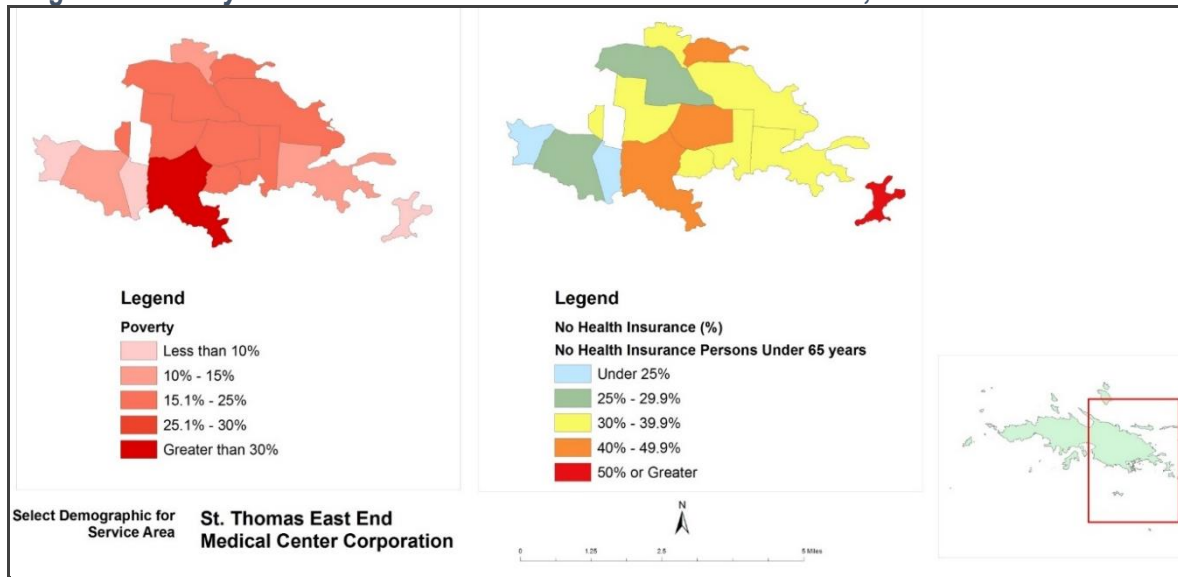 Legend
Poverty
Less than 10%
10% - 15%
15.1% - 25%
25.1% - 30%
Greater than 30%
Legend
No Health Insurance (%)
No Health Insurance Persons Under 65 years
Under 25%
25% - 29.9%
30% - 39.9%
40% - 49.9%
50% or Greater
Select Demographic for
Service Area
St. Thomas East End
Medical Center Corporation
N
0 1.25 2.5 5 Miles